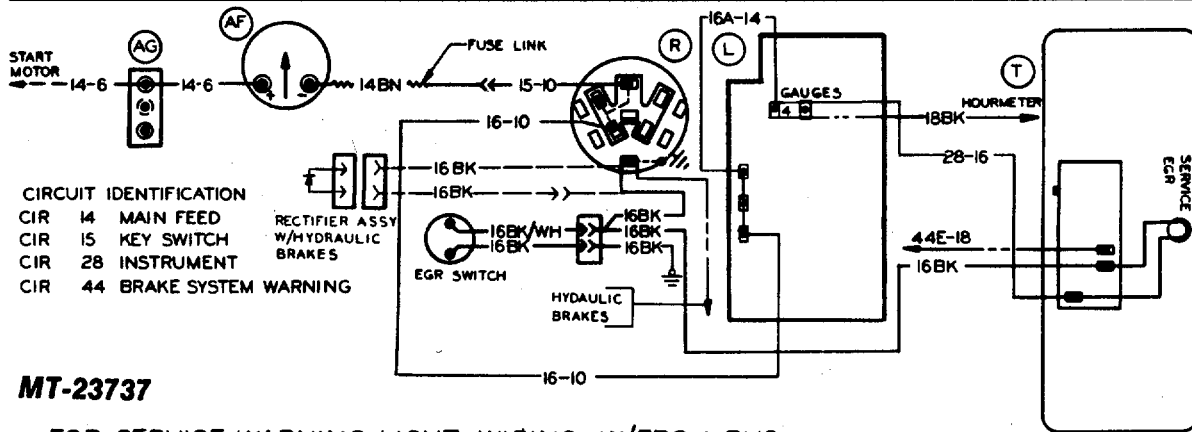 16A-14
AF
AG
R
L
T
START
MOTOR
14-6
14-6
+
-
14BN
FUSE LINK
15-10
GAUGES
4
HOURMETER
18BK
16-10
28-16
SERVICE
EGR
16BK
16BK
CIRCUIT IDENTIFICATION
CIR 14 MAIN FEED
CIR 15 KEY SWITCH
CIR 28 INSTRUMENT
CIR 44 BRAKE SYSTEM WARNING
RECTIFIER ASSY
W/HYDRAULIC
BRAKES
16BK/WH
16BK
EGR SWITCH
16BK
16BK
16BK
44E-18
16BK
HYDAULIC
BRAKES
16-10
MT-23737